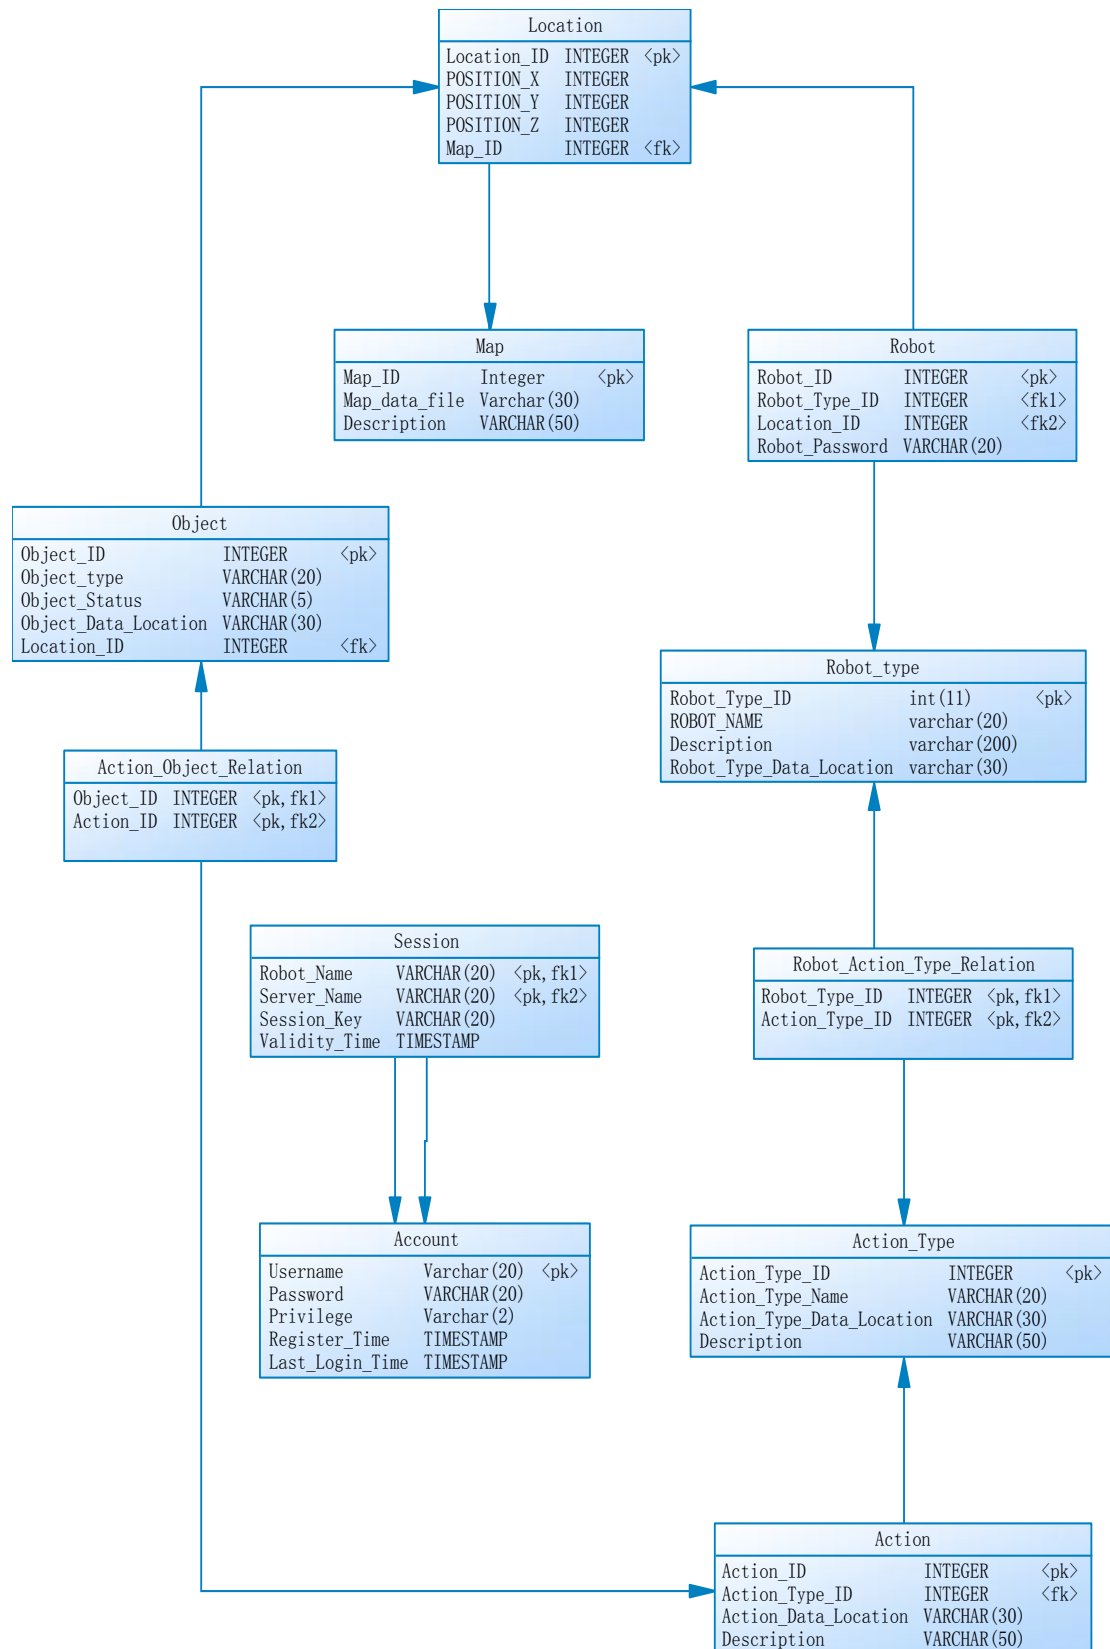 Location
Location_ID INTEGER <pk>
POSITION_X INTEGER
POSITION_Y INTEGER
POSITION_Z INTEGER
Map_ID INTEGER <fk>
Map
Map_ID Integer <pk>
Map_data_file Varchar(30)
Description VARCHAR(50)
Robot
Robot_ID INTEGER <pk>
Robot_Type_ID INTEGER <fk1>
Location_ID INTEGER <fk2>
Robot_Password VARCHAR(20)
Object
Object_ID INTEGER <pk>
Object_type VARCHAR(20)
Object_Status VARCHAR(5)
Object_Data_Location VARCHAR(30)
Location_ID INTEGER <fk>
Robot_type
Robot_Type_ID int(11) <pk>
ROBOT_NAME varchar(20)
Description varchar(200)
Robot_Type_Data_Location varchar(30)
Action_Object_Relation
Object_ID INTEGER <pk,fk1>
Action_ID INTEGER <pk,fk2>
Session
Robot_Name VARCHAR(20) <pk,fk1>
Server_Name VARCHAR(20) <pk,fk2>
Session_Key VARCHAR(20)
Validity_Time TIMESTAMP
Robot_Action_Type_Relation
Robot_Type_ID INTEGER <pk,fk1>
Action_Type_ID INTEGER <pk,fk2>
Account
Username Varchar(20) <pk>
Password VARCHAR(20)
Privilege Varchar(2)
Register_Time TIMESTAMP
Last_Login_Time TIMESTAMP
Action_Type
Action_Type_ID INTEGER <pk>
Action_Type_Name VARCHAR(20)
Action_Type_Data_Location VARCHAR(30)
Description VARCHAR(50)
Action
Action_ID INTEGER <pk>
Action_Type_ID INTEGER <fk>
Action_Data_Location VARCHAR(30)
Description VARCHAR(50)